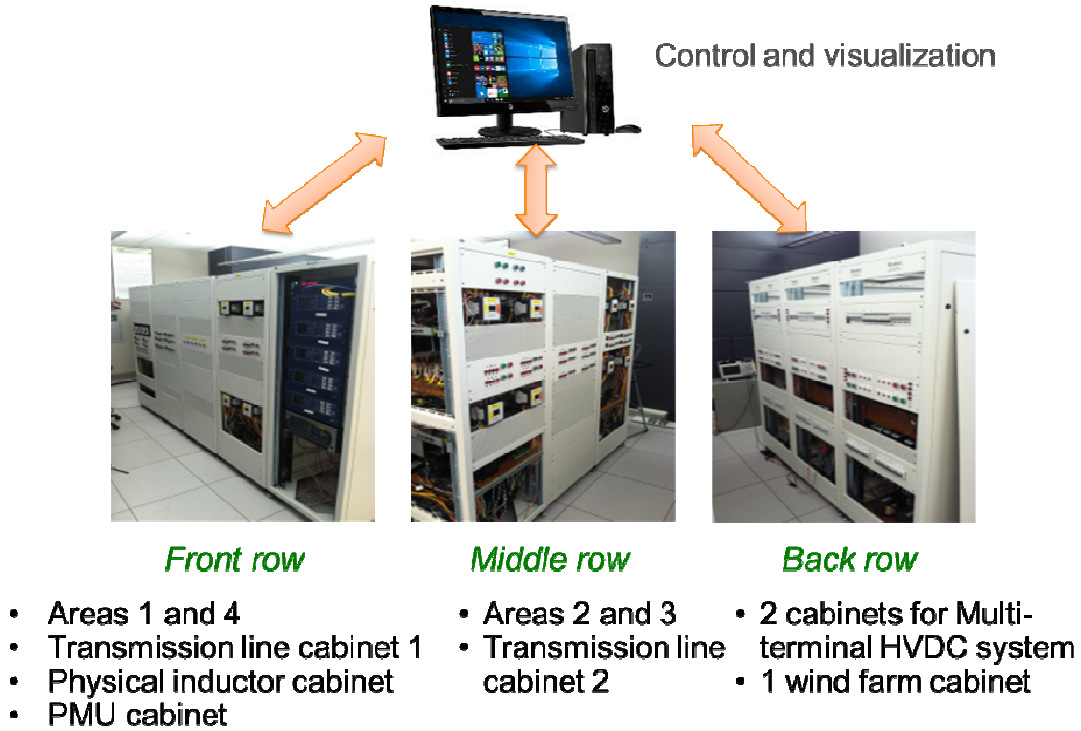 Control and visualization
Front row
• Areas 1 and 4
• Transmission line cabinet 1
• Physical inductor cabinet
• PMU cabinet
Middle row
• Areas 2 and 3
• Transmission line
cabinet 2
Back row
• 2 cabinets for Multi-
terminal HVDC system
• 1 wind farm cabinet